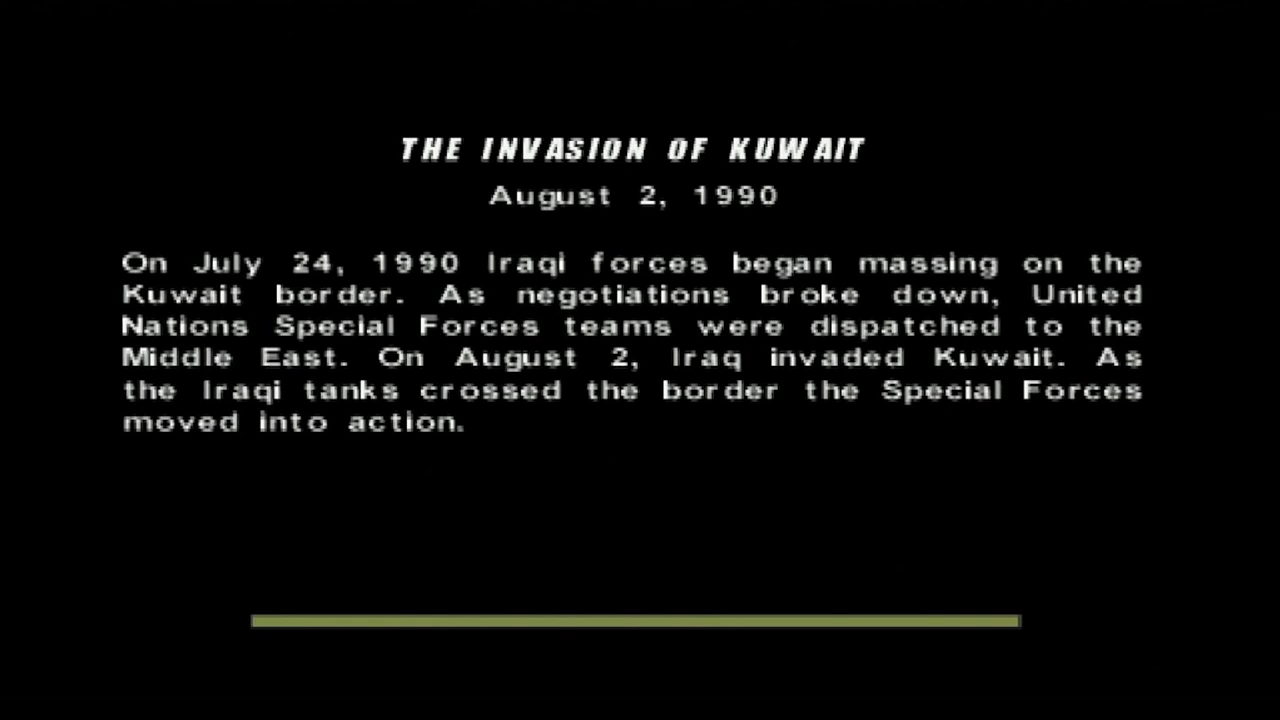 THE INVASION OF KUWAIT
August 2, 1990
On July 24, 1990 Iraqi forces began massing on the
Kuwait border. As negotiations broke down, United
Nations Special Forces teams were dispatched to the
Middle East. On August 2, Iraq invaded Kuwait. As
the Iraqi tanks crossed the border the Special Forces
moved into action.